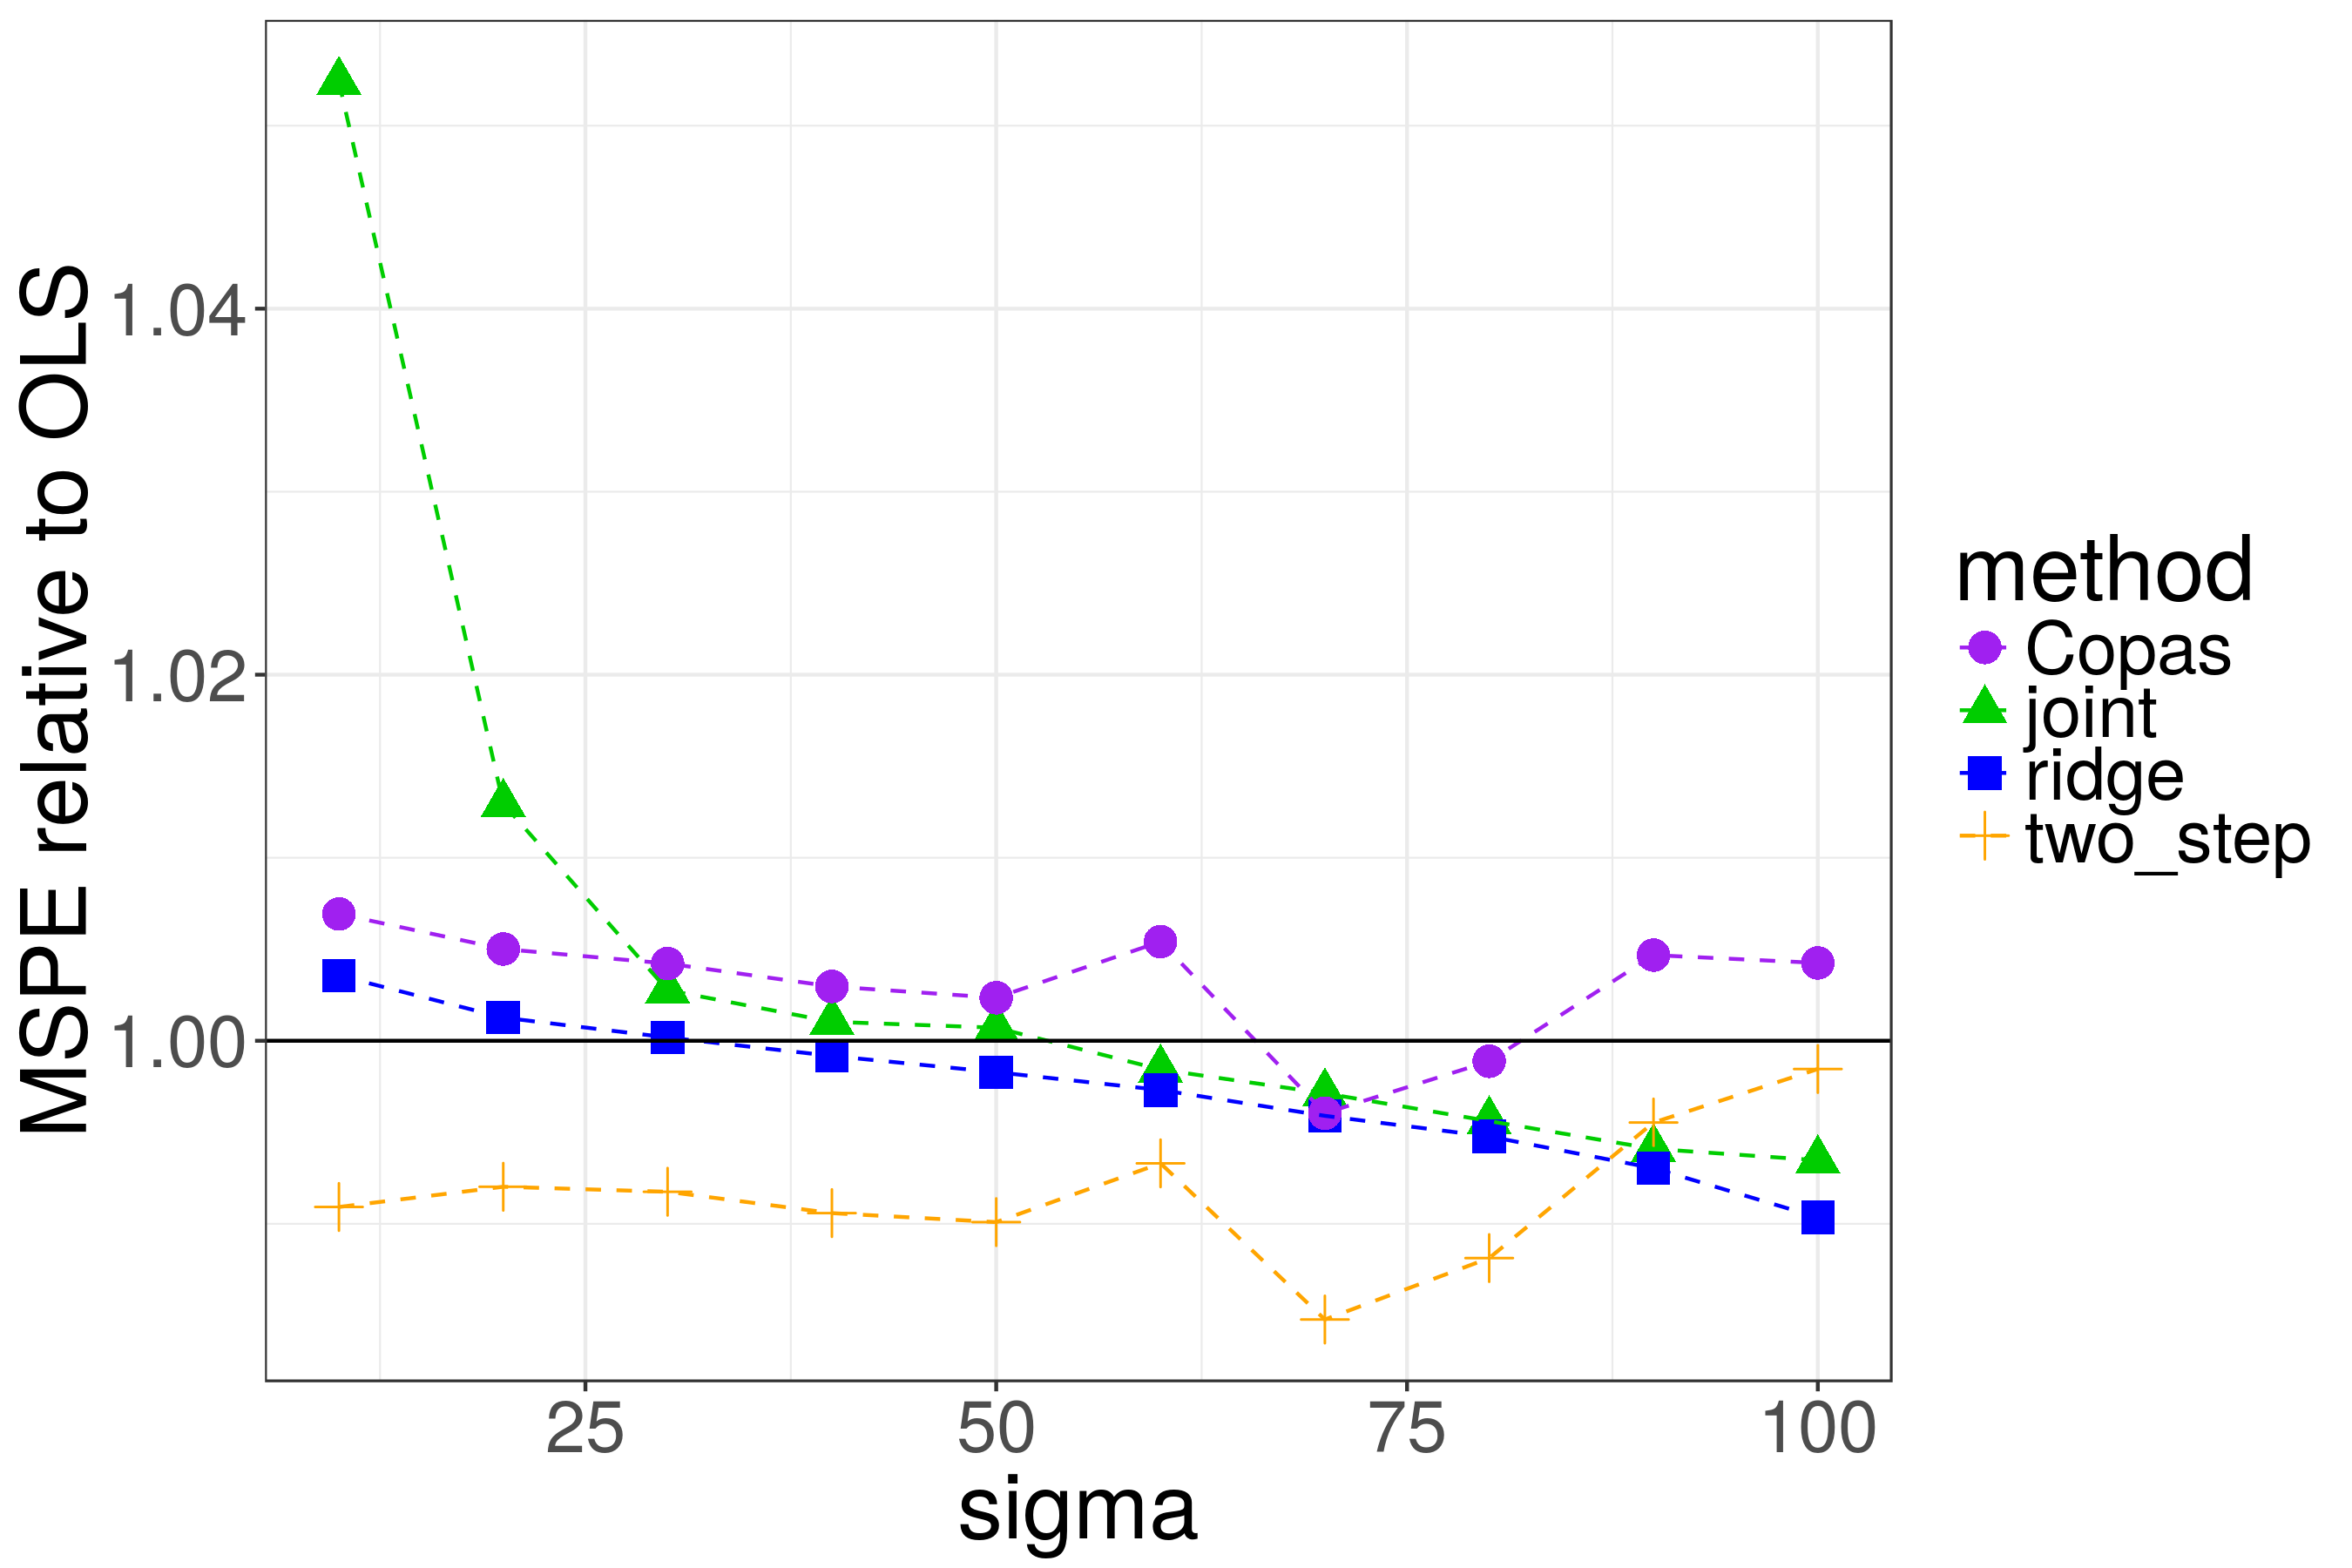 MSPE relative to OLS
1.04
1.02
1.00
25 50 75 100
sigma
method
Copas
joint
ridge
two_step